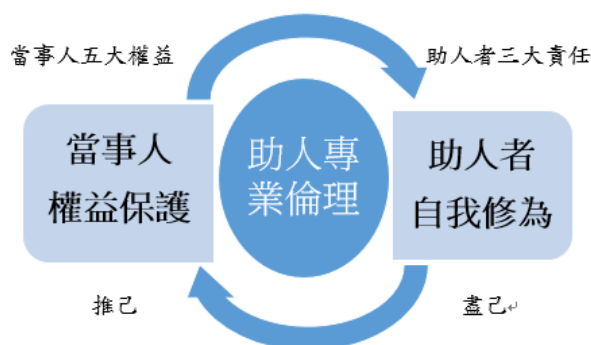 當事人五大權益
助人者三大責任
當事人
權益保護
助人專
業倫理
助人者
自我修為
推己
盡己↵